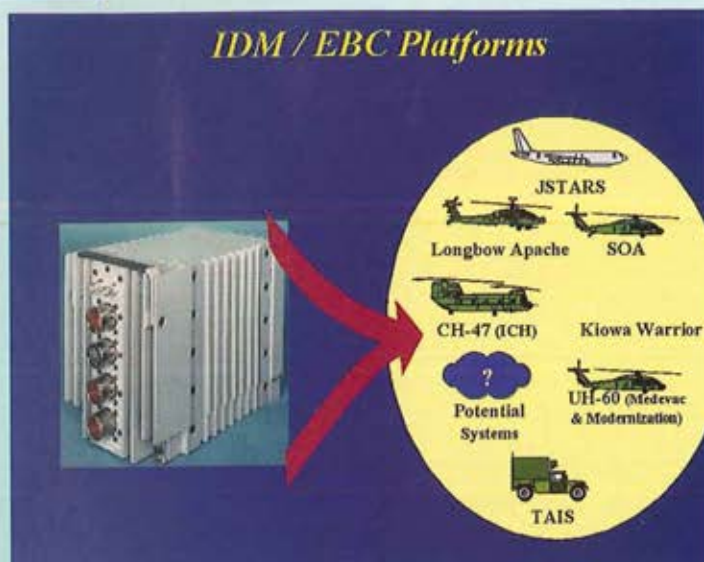 IDM / EBC Platforms
JSTARS
Longbow Apache
SOA
CH-47 (ICH)
Kiowa Warrior
?
Potential
Systems
UH-60 (Medevac
& Modernization)
TAIS